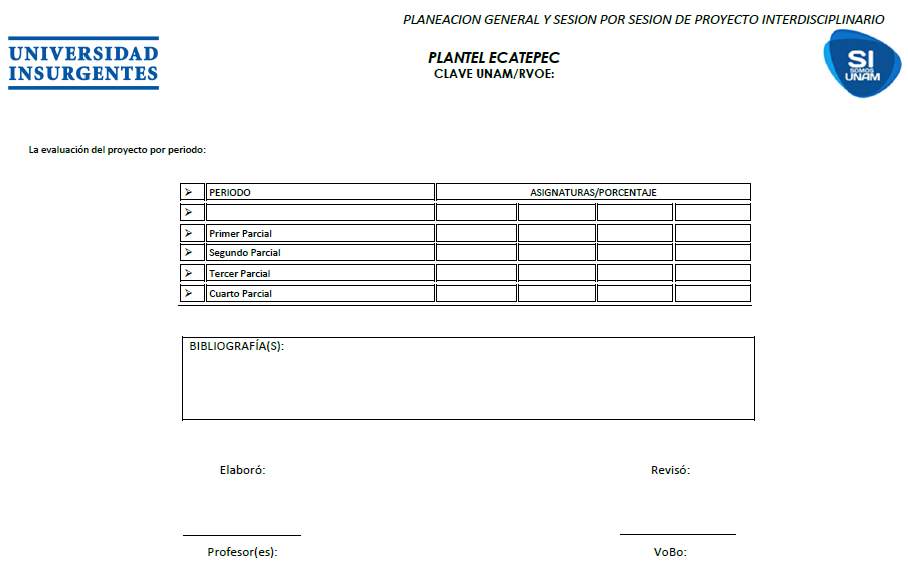 PLANEACION GENERAL Y SESION POR SESION DE PROYECTO INTERDISCIPLINARIO
UNIVERSIDAD
INSURGENTES
PLANTEL ECATEPEC
CLAVE UNAM/RVOE:
SI
SOMOS
UNAM
La evaluación del proyecto por periodo:
PERIODO ASIGNATURAS/PORCENTAJE
Primer Parcial
Segundo Parcial
Tercer Parcial
Cuarto Parcial
BIBLIOGRAFÍA(S):
Elaboró: Revisó:
Profesor(es): VoBo: